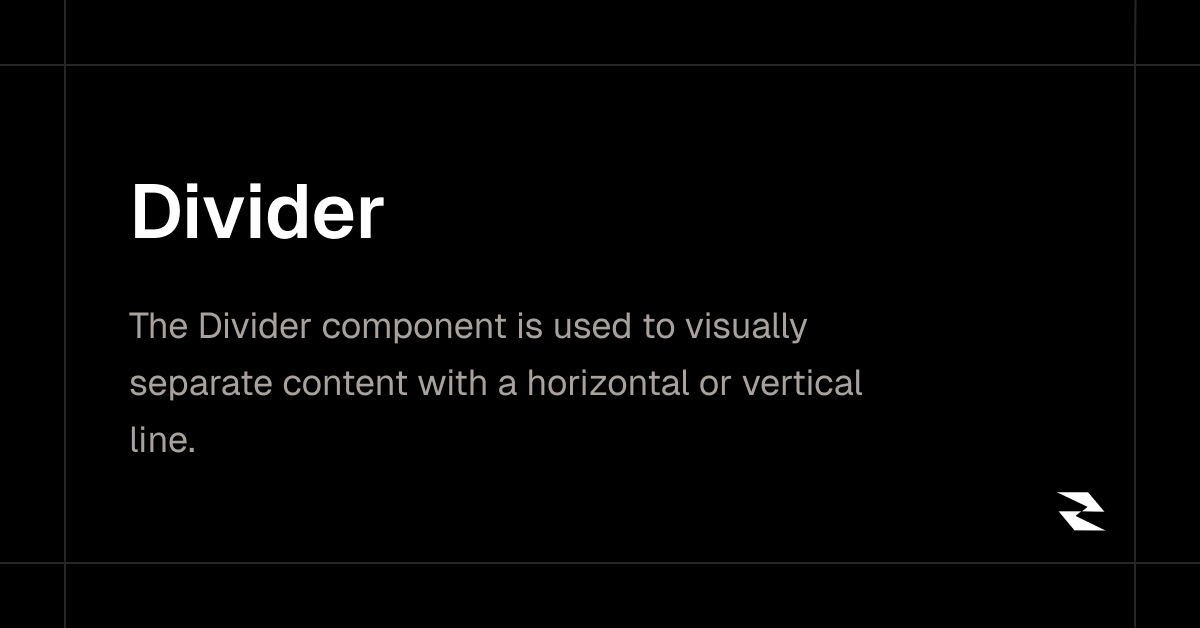 Divider
The Divider component is used to visually
separate content with a horizontal or vertical
line.